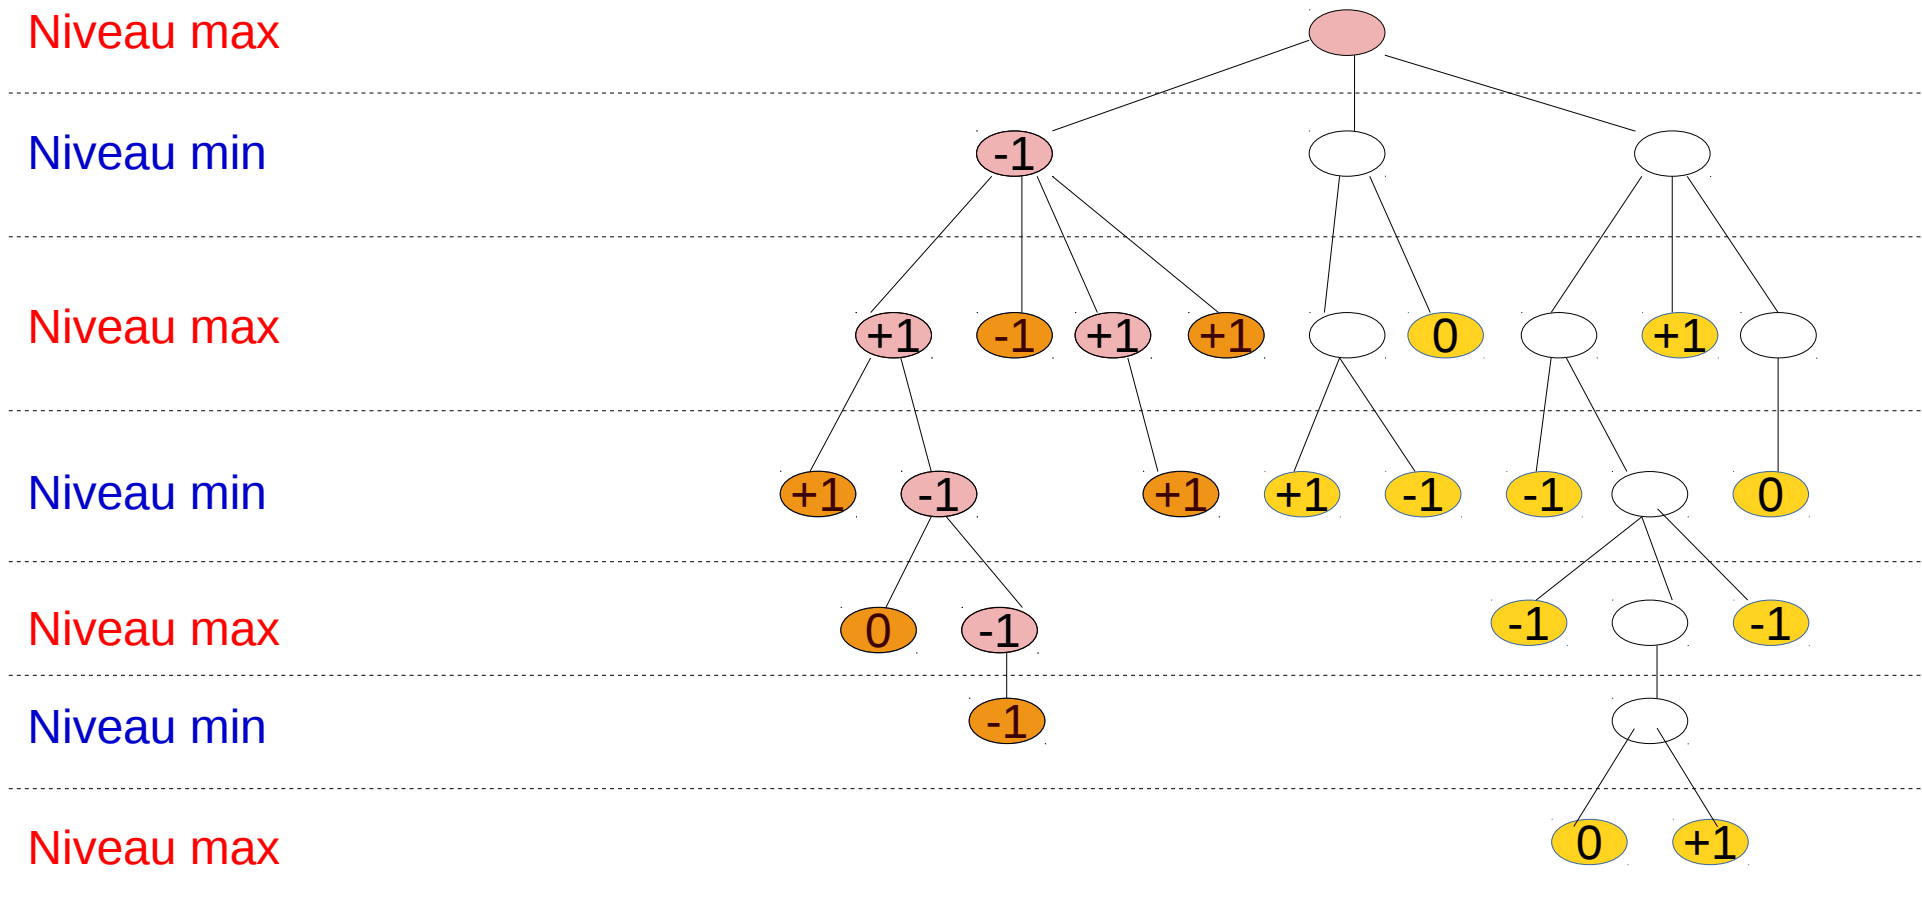 Niveau max
Niveau min
-1
Niveau max
+1 -1 +1 +1 0 +1
Niveau min
+1 -1 +1 +1 -1 -1 0
Niveau max
0 -1 -1 -1
Niveau min
-1
Niveau max
0 +1